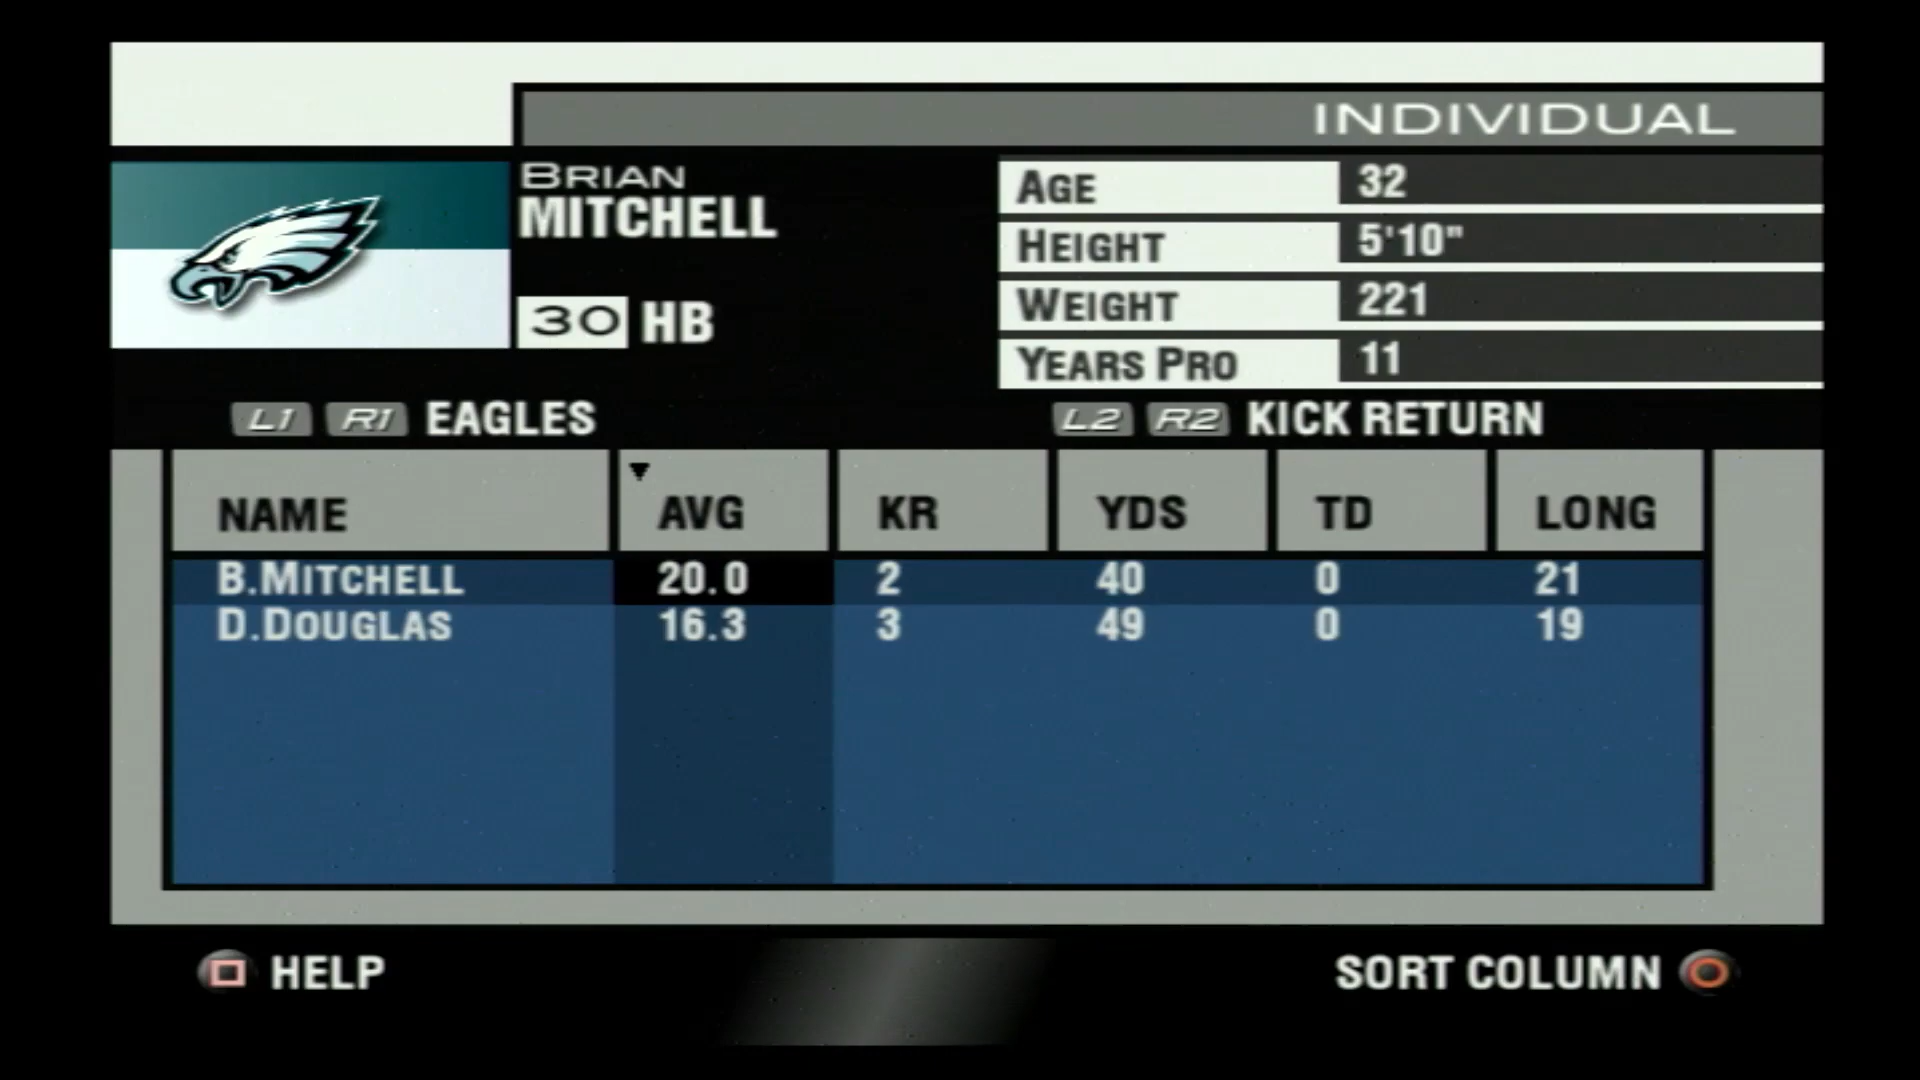 INDIVIDUAL
BRIAN
MITCHELL
30 HB
AGE 32
HEIGHT 5'10"
WEIGHT 221
YEARS PRO 11
L1 R1 EAGLES
L2 R2 KICK RETURN
NAME AVG KR YDS TD LONG
B.MITCHELL 20.0 2 40 0 21
D.DOUGLAS 16.3 3 49 0 19
HELP
SORT COLUMN